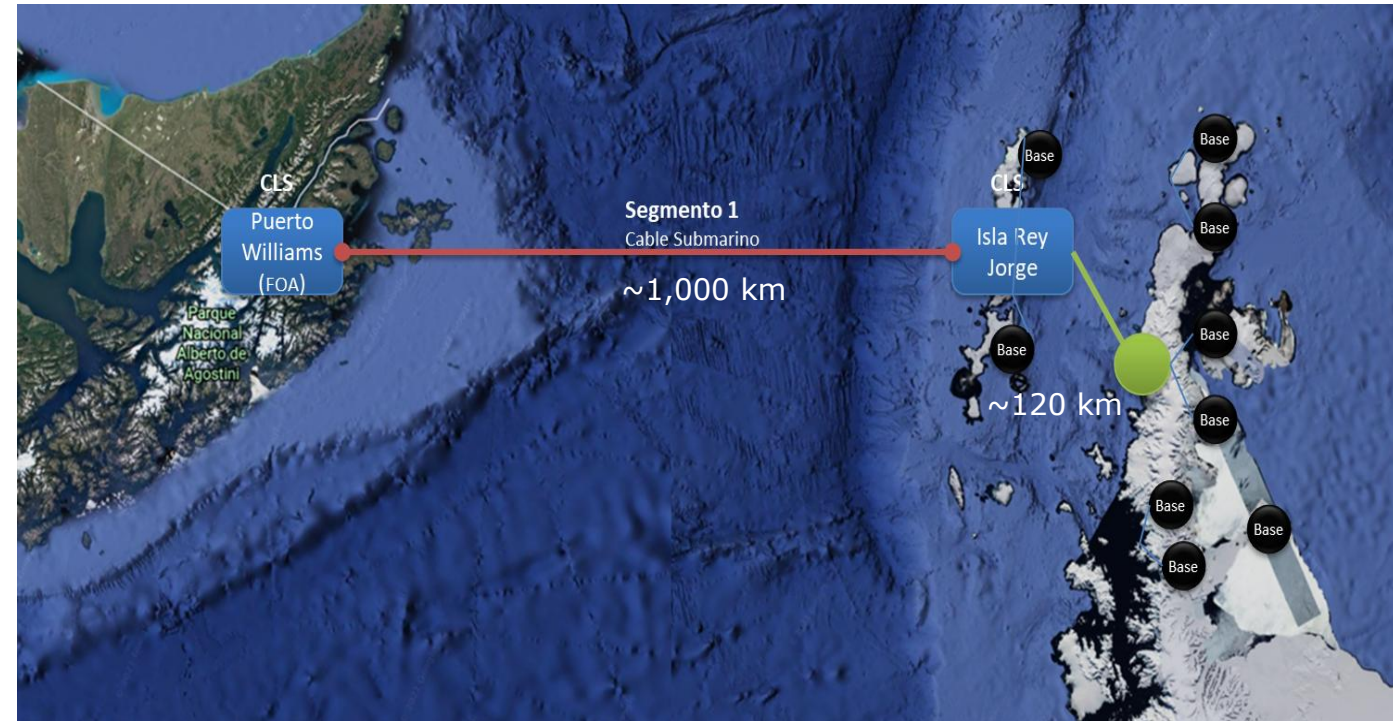 CLS
Puerto
Williams
(FOA)
Parque
Nacional
Alberto de
Agostini
Segmento 1
Cable Submarino
~1,000 km
CLS
Isla Rey
Jorge
~120 km
Base
Base
Base
Base
Base
Base
Base
Base
Base